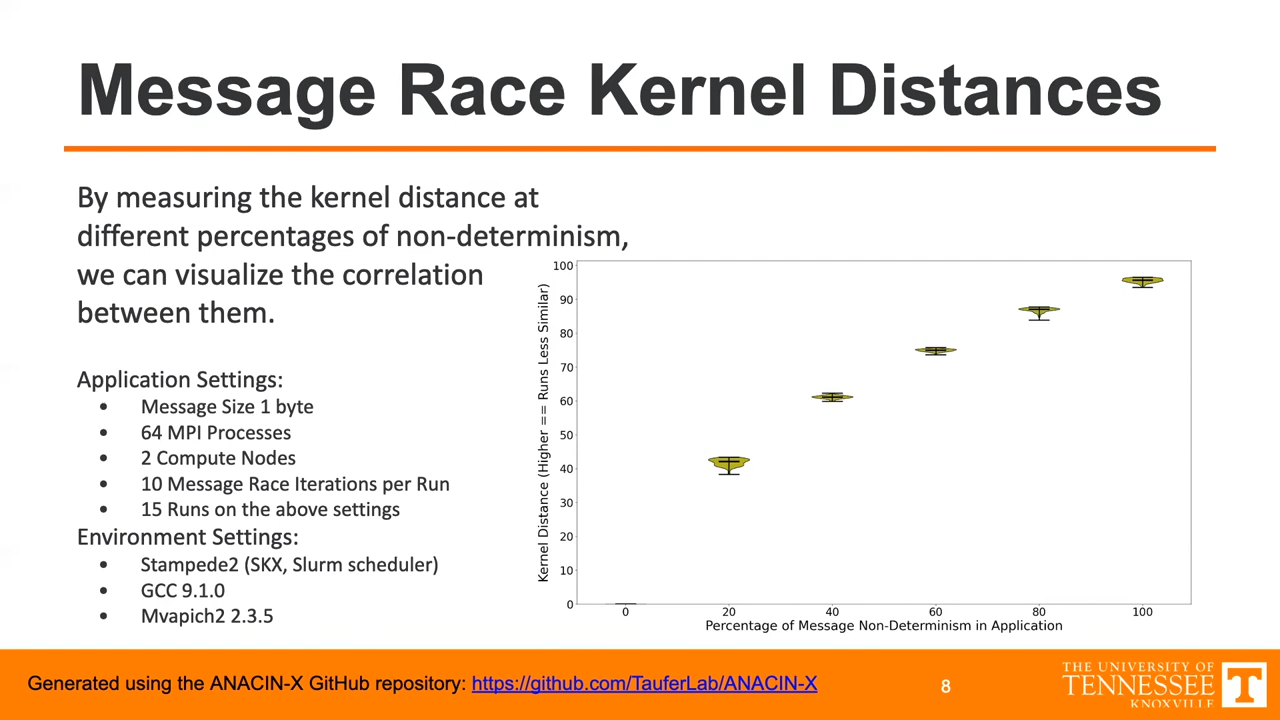 Message Race Kernel Distances
By measuring the kernel distance at
different percentages of non-determinism,
we can visualize the correlation
between them.
Application Settings:
• Message Size 1 byte
• 64 MPI Processes
• 2 Compute Nodes
• 10 Message Race Iterations per Run
• 15 Runs on the above settings
Environment Settings:
• Stampede2 (SKX, Slurm scheduler)
• GCC 9.1.0
• Mvapich2 2.3.5
Kernel Distance (Higher == Runs Less Similar)
100
90
80
70
60
50
40
30
20
10
0
0 20 40 60 80 100
Percentage of Message Non-Determinism in Application
Generated using the ANACIN-X GitHub repository: https://github.com/TauferLab/ANACIN-X
8
THE UNIVERSITY OF
TENNESSEE
KNOXVILLE
T